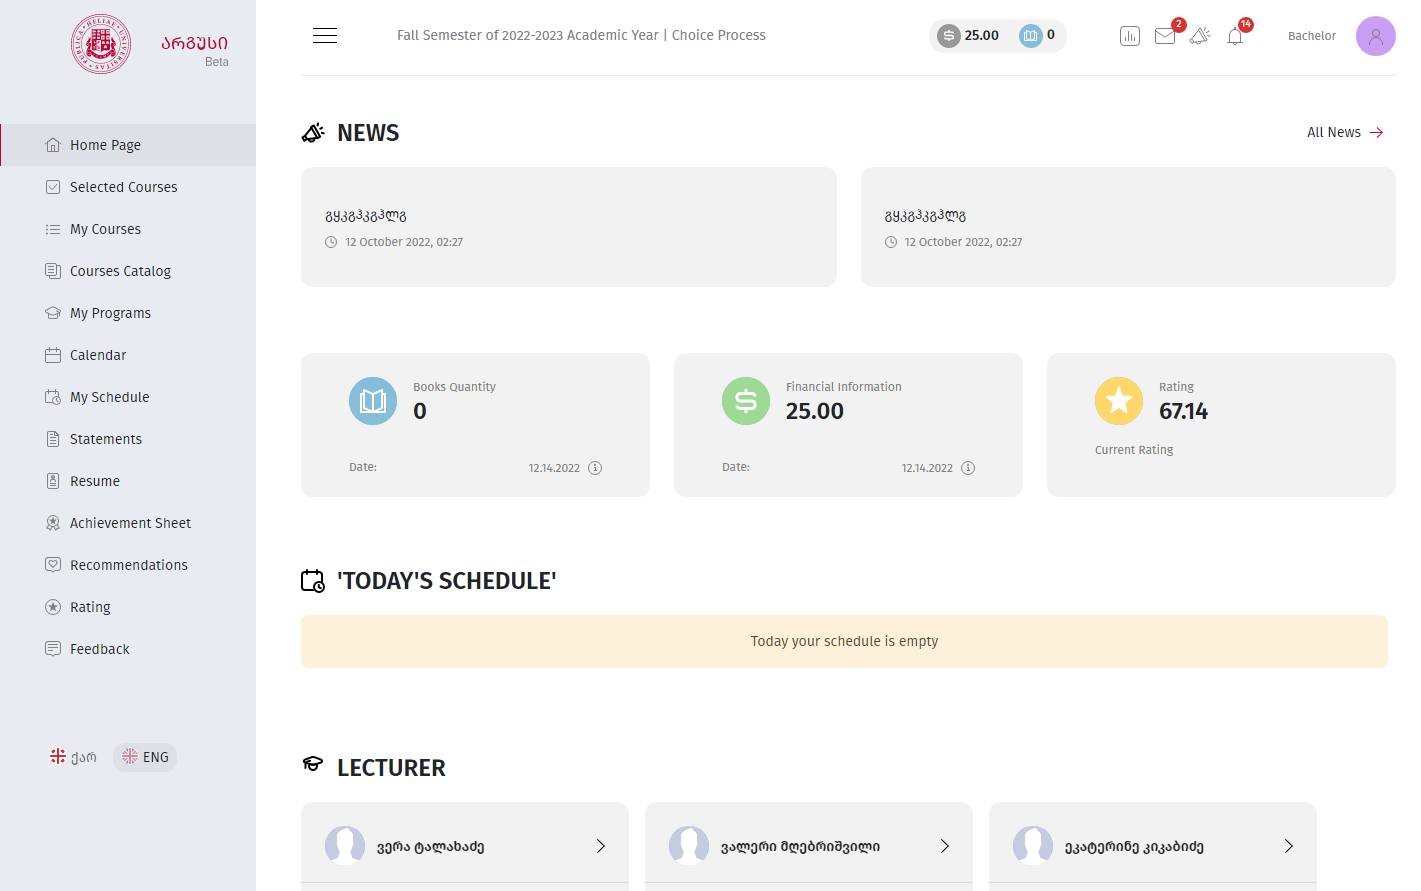 ILIAE UNIVERSITAS PUBLICA
არგუსი
Beta
Fall Semester of 2022-2023 Academic Year | Choice Process
25.00
0
2
14
Bachelor
Home Page
Selected Courses
My Courses
Courses Catalog
My Programs
Calendar
My Schedule
Statements
Resume
Achievement Sheet
Recommendations
Rating
Feedback
ქარ
ENG
NEWS
All News
გყკგჰკგჰლგ
12 October 2022, 02:27
გყკგჰკგჰლგ
12 October 2022, 02:27
Books Quantity
0
Date:
12.14.2022
Financial Information
25.00
Date:
12.14.2022
Rating
67.14
Current Rating
'TODAY'S SCHEDULE'
Today your schedule is empty
LECTURER
ვერა ტალახაძე
ვალერი მღებრიშვილი
ეკატერინე კიკაბიძე